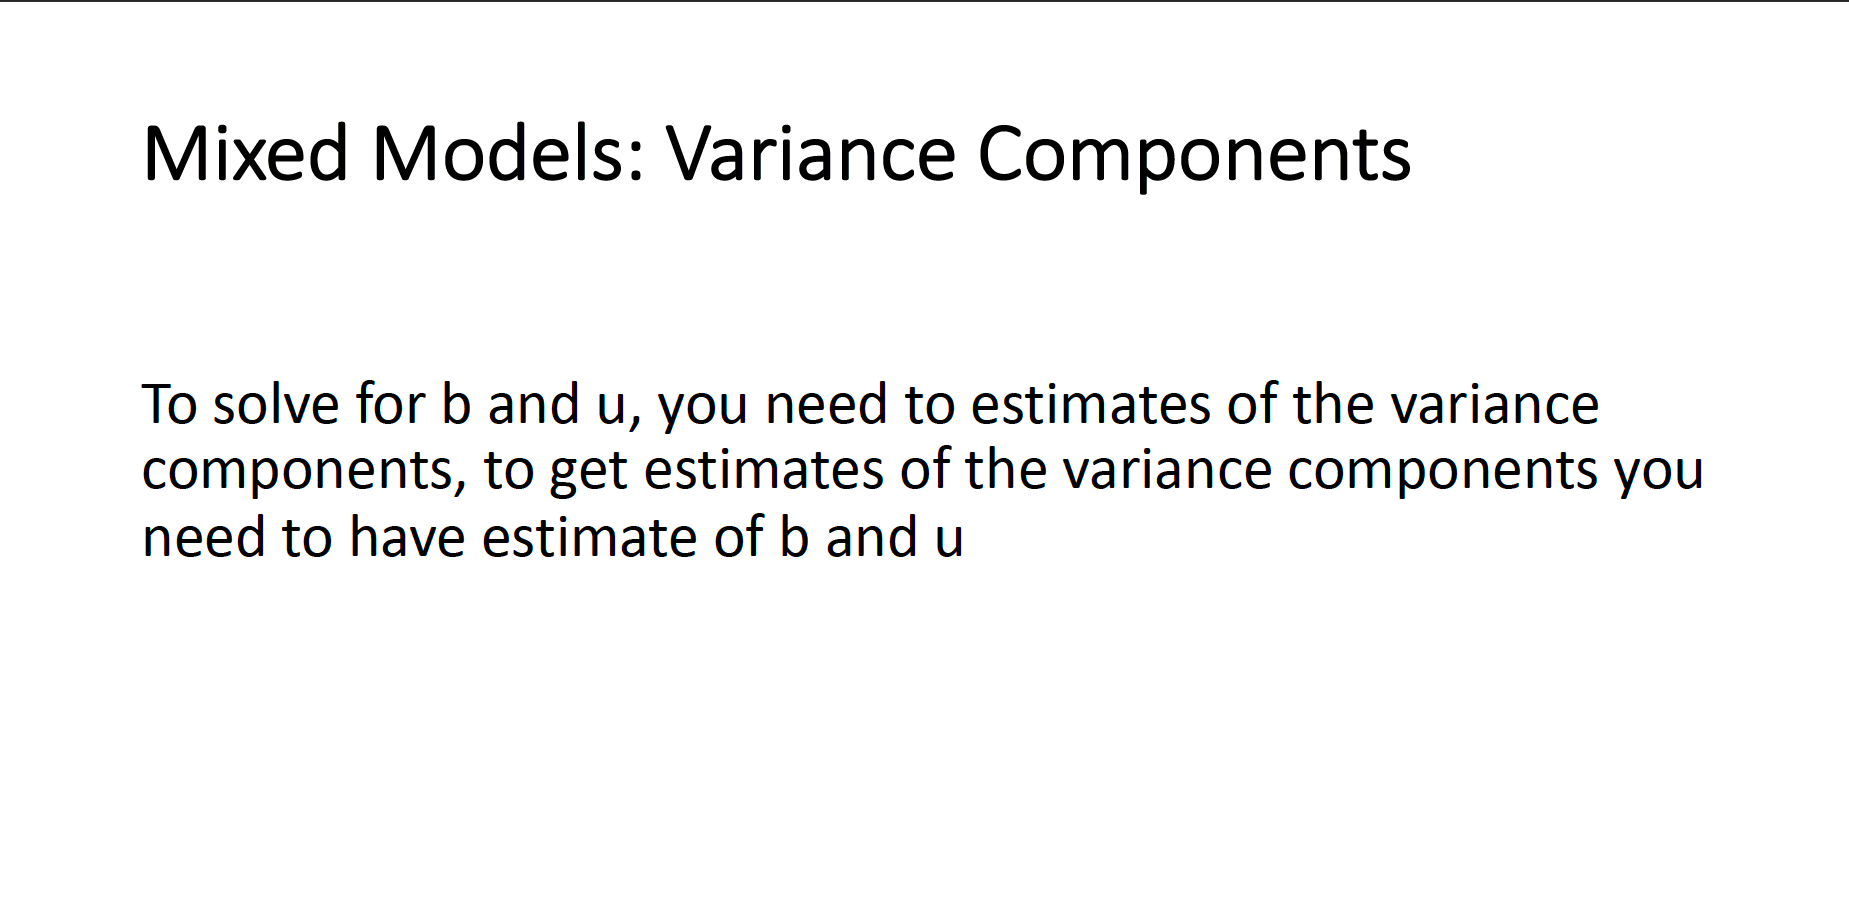 Mixed Models: Variance Components
To solve for b and u, you need to estimates of the variance
components, to get estimates of the variance components you
need to have estimate of b and u